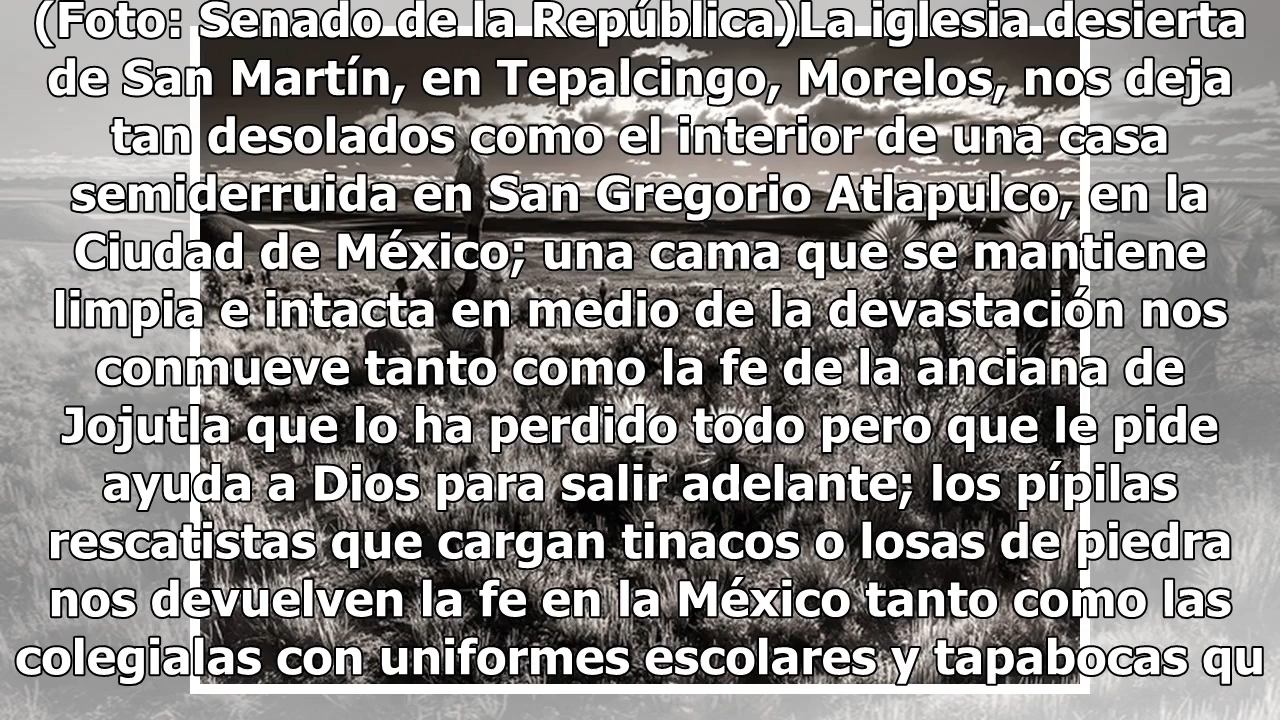 (Foto: Senado de la República)La iglesia desierta
de San Martín, en Tepalcingo, Morelos, nos deja
tan desolados como el interior de una casa
semiderruida en San Gregorio Atlapulco, en la
Ciudad de México; una cama que se mantiene
limpia e intacta en medio de la devastación nos
conmueve tanto como la fe de la anciana de
Jojutla que lo ha perdido todo pero que le pide
ayuda a Dios para salir adelante; los pípilas
rescatistas que cargan tinacos o losas de piedra
nos devuelven la fe en la México tanto como las
colegialas con uniformes escolares y tapabocas qu